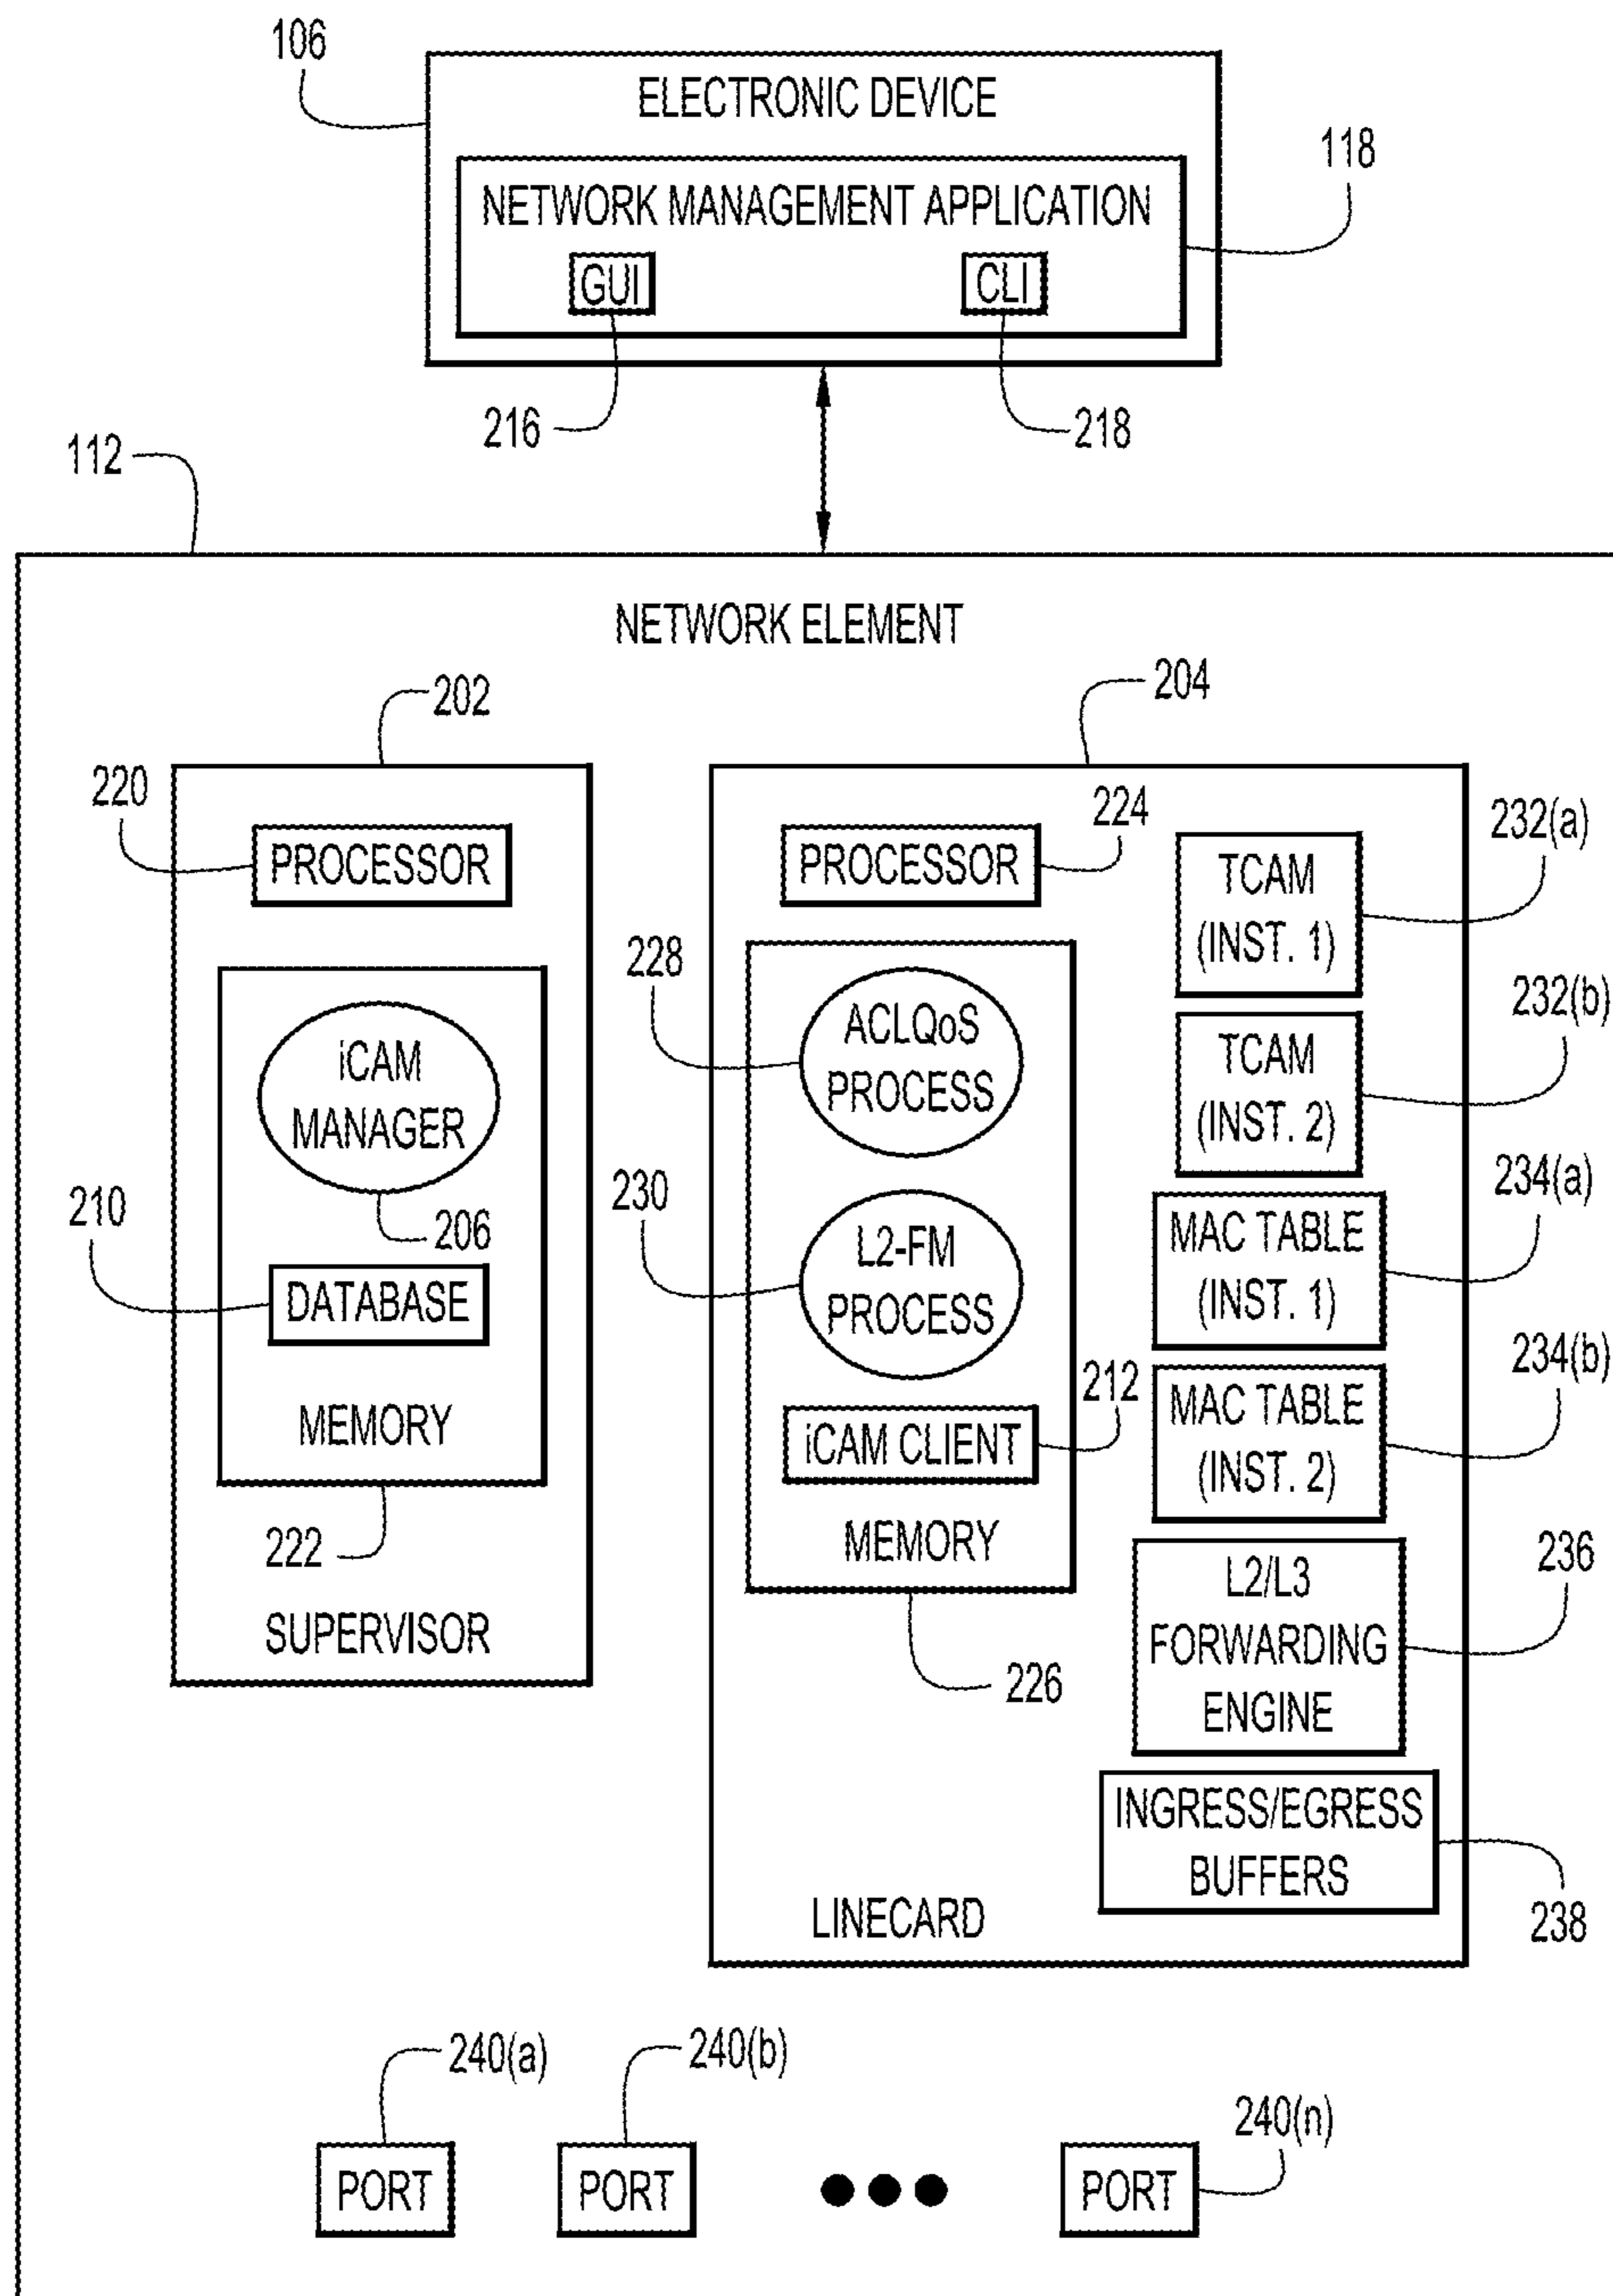 106
ELECTRONIC DEVICE
118
NETWORK MANAGEMENT APPLICATION
GUI
CLI
216
218
112
NETWORK ELEMENT
202
204
220
PROCESSOR
224
PROCESSOR
232(a)
TCAM
(INST. 1)
228
iCAM
MANAGER
206
210
DATABASE
MEMORY
222
SUPERVISOR
ACLQoS
PROCESS
230
L2-FM
PROCESS
212
iCAM CLIENT
MEMORY
226
232(b)
TCAM
(INST. 2)
234(a)
MAC TABLE
(INST. 1)
234(b)
MAC TABLE
(INST. 2)
236
L2/L3
FORWARDING
ENGINE
INGRESS/EGRESS
BUFFERS
238
LINECARD
240(a)
240(b)
240(n)
PORT
PORT
PORT